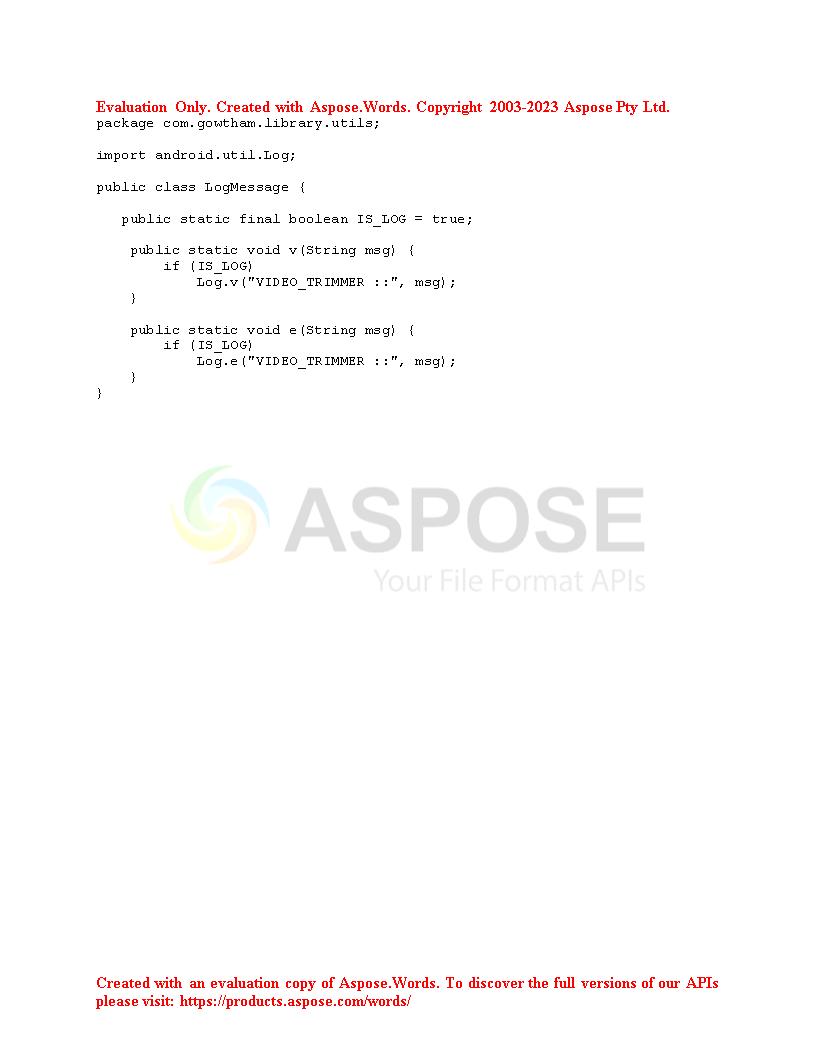 Evaluation Only. Created with Aspose.Words. Copyright 2003-2023 Aspose Pty Ltd.
package com.gowtham.library.utils;

import android.util.Log;

public class LogMessage {

   public static final boolean IS_LOG = true;

    public static void v(String msg) {
        if (IS_LOG)
            Log.v("VIDEO_TRIMMER ::", msg);
    }

    public static void e(String msg) {
        if (IS_LOG)
            Log.e("VIDEO_TRIMMER ::", msg);
    }
}
ASPOSE
Your File Format APIs
Created with an evaluation copy of Aspose.Words. To discover the full versions of our APIs
please visit: https://products.aspose.com/words/